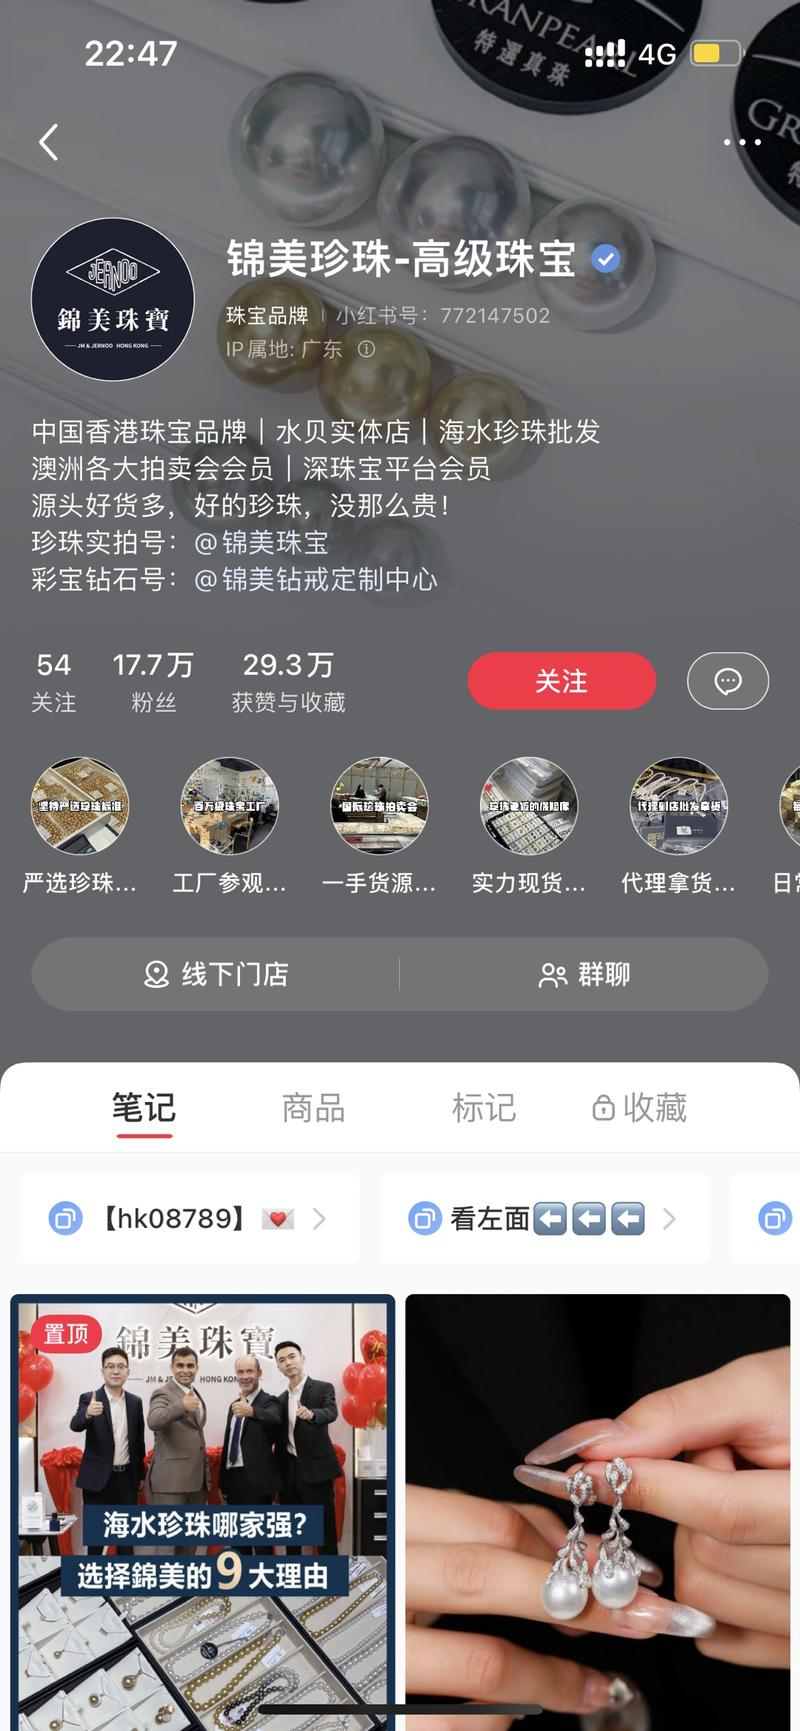 22:47
4G
GRANPEARL
特選真珠
GR
锦美珍珠-高级珠宝
珠宝品牌 | 小红书号：772147502
IP属地: 广东
JERNOO
錦美珠寶
JM & JERNOO HONG KONG
中国香港珠宝品牌｜水贝实体店｜海水珍珠批发
澳洲各大拍卖会会员｜深珠宝平台会员
源头好货多，好的珍珠，没那么贵！
珍珠实拍号：@锦美珠宝
彩宝钻石号：@锦美钻戒定制中心
54 17.7万 29.3万
关注 粉丝 获赞与收藏
关注
坚持严选珍珠标准 百万级珠宝工厂 国际珍珠拍卖会 珍珠老板的保险库 代理到店批发拿货
严选珍珠... 工厂参观... 一手货源... 实力现货... 代理拿货... 日常
线下门店 群聊
笔记 商品 标记 收藏
【hk08789】💌 看左面⬅️⬅️⬅️
置顶
錦美珠寶
JM & JE HONG KONG
海水珍珠哪家强？
选择錦美的9大理由